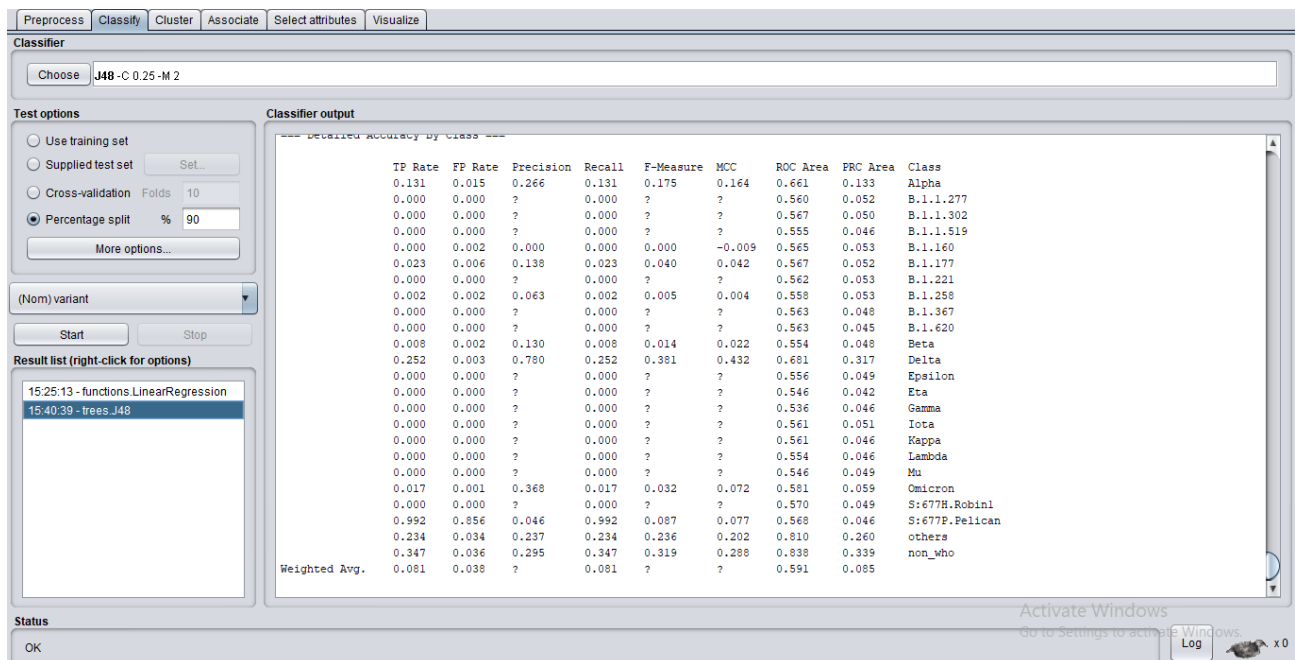 Preprocess Classify Cluster Associate Select attributes Visualize
Classifier
Choose J48 -C 0.25 -M 2
Test options
Use training set
Supplied test set Set...
Cross-validation Folds 10
Percentage split % 90
More options...
(Nom) variant
Start Stop
Result list (right-click for options)
15:25:13 - functions.LinearRegression
15:40:39 - trees.J48
Classifier output
=== Detailed Accuracy By Class ===
TP Rate FP Rate Precision Recall F-Measure MCC ROC Area PRC Area Class
0.131 0.015 0.266 0.131 0.175 0.164 0.661 0.133 Alpha
0.000 0.000 ? 0.000 ? ? 0.560 0.052 B.1.1.277
0.000 0.000 ? 0.000 ? ? 0.567 0.050 B.1.1.302
0.000 0.000 ? 0.000 ? ? 0.555 0.046 B.1.1.519
0.000 0.002 0.000 0.000 0.000 -0.009 0.565 0.053 B.1.160
0.023 0.006 0.138 0.023 0.040 0.042 0.567 0.052 B.1.177
0.000 0.000 ? 0.000 ? ? 0.562 0.053 B.1.221
0.002 0.002 0.063 0.002 0.005 0.004 0.558 0.053 B.1.258
0.000 0.000 ? 0.000 ? ? 0.563 0.048 B.1.367
0.000 0.000 ? 0.000 ? ? 0.563 0.045 B.1.620
0.008 0.002 0.130 0.008 0.014 0.022 0.554 0.048 Beta
0.252 0.003 0.780 0.252 0.381 0.432 0.681 0.317 Delta
0.000 0.000 ? 0.000 ? ? 0.556 0.049 Epsilon
0.000 0.000 ? 0.000 ? ? 0.546 0.042 Eta
0.000 0.000 ? 0.000 ? ? 0.536 0.046 Gamma
0.000 0.000 ? 0.000 ? ? 0.561 0.051 Iota
0.000 0.000 ? 0.000 ? ? 0.561 0.046 Kappa
0.000 0.000 ? 0.000 ? ? 0.554 0.046 Lambda
0.000 0.000 ? 0.000 ? ? 0.546 0.049 Mu
0.017 0.001 0.368 0.017 0.032 0.072 0.581 0.059 Omicron
0.000 0.000 ? 0.000 ? ? 0.570 0.049 S:677H.Robin1
0.992 0.856 0.046 0.992 0.087 0.077 0.568 0.046 S:677P.Pelican
0.234 0.034 0.237 0.234 0.236 0.202 0.810 0.260 others
0.347 0.036 0.295 0.347 0.319 0.288 0.838 0.339 non_who
Weighted Avg. 0.081 0.038 ? 0.081 ? ? 0.591 0.085
Activate Windows
Go to Settings to activate Windows.
Status
OK
Log
x 0